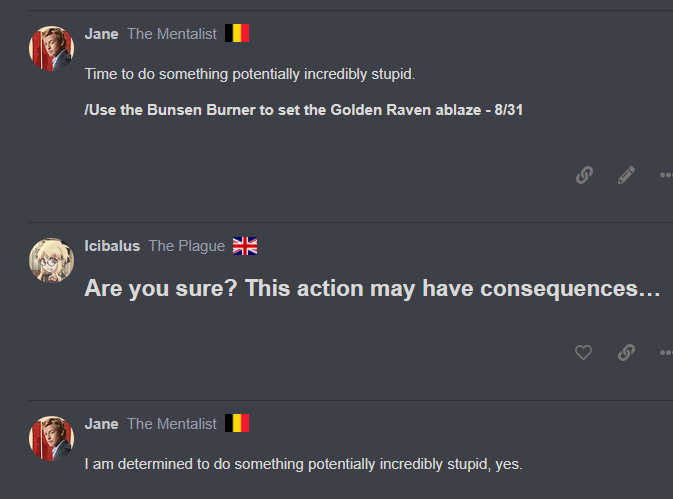 Jane The Mentalist
Time to do something potentially incredibly stupid.
/Use the Bunsen Burner to set the Golden Raven ablaze - 8/31
Icibalus The Plague
Are you sure? This action may have consequences...
Jane The Mentalist
I am determined to do something potentially incredibly stupid, yes.